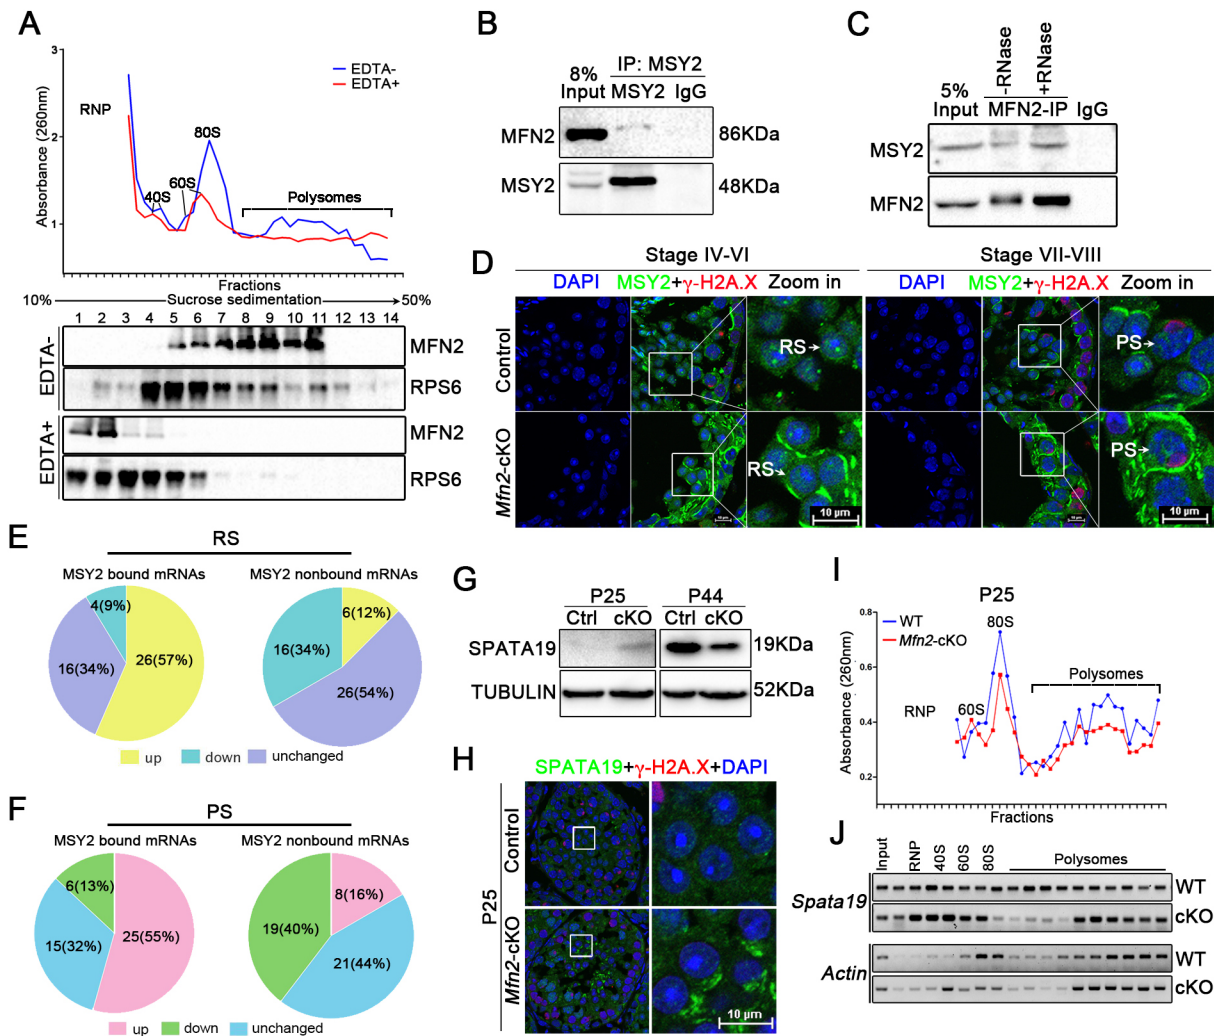 A
3
2
1
Absorbance (260nm)
EDTA-
EDTA+
RNP
40S
60S
80S
Polysomes
Fractions
10%
Sucrose sedimentation
50%
1 2 3 4 5 6 7 8 9 10 11 12 13 14
EDTA-
MFN2
RPS6
EDTA+
MFN2
RPS6
B
8%
Input
IP: MSY2
MSY2 IgG
MFN2
86KDa
MSY2
48KDa
C
5%
Input
-RNase
+RNase
MFN2-IP
IgG
MSY2
MFN2
D
Stage IV-VI
Stage VII-VIII
DAPI
MSY2+γ-H2A.X
Zoom in
DAPI
MSY2+γ-H2A.X
Zoom in
Control
RS
PS
Mfn2-cKO
RS
PS
10 μm
10 μm
10 μm
10 μm
E
RS
MSY2 bound mRNAs
MSY2 nonbound mRNAs
4(9%)
16(34%)
26(57%)
6(12%)
16(34%)
26(54%)
up
down
unchanged
F
PS
MSY2 bound mRNAs
MSY2 nonbound mRNAs
6(13%)
15(32%)
25(55%)
8(16%)
19(40%)
21(44%)
up
down
unchanged
G
P25
P44
Ctrl cKO
Ctrl cKO
SPATA19
19KDa
TUBULIN
52KDa
H
SPATA19+γ-H2A.X+DAPI
P25
Control
Mfn2-cKO
10 μm
I
P25
WT
Mfn2-cKO
1.0
0.8
0.6
0.4
0.2
Absorbance (260nm)
RNP
60S
80S
Polysomes
Fractions
J
Input
RNP
40S
60S
80S
Polysomes
Spata19
WT
cKO
Actin
WT
cKO